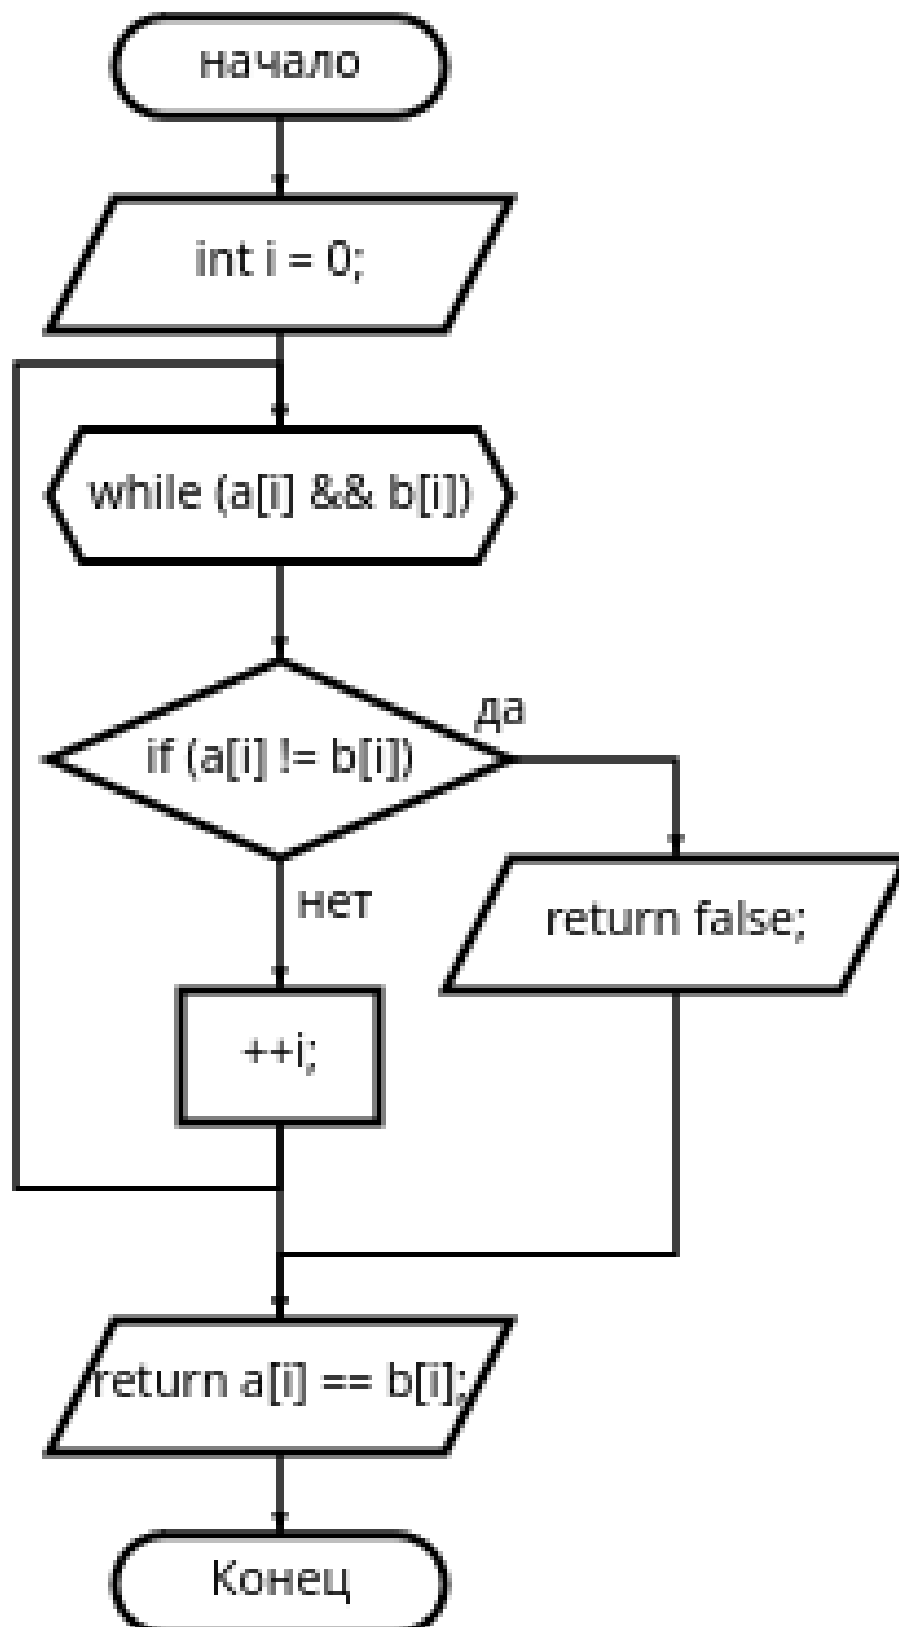 начало
int i = 0;
while (a[i] && b[i])
if (a[i] != b[i])
да
нет
return false;
++i;
return a[i] == b[i];
Конец